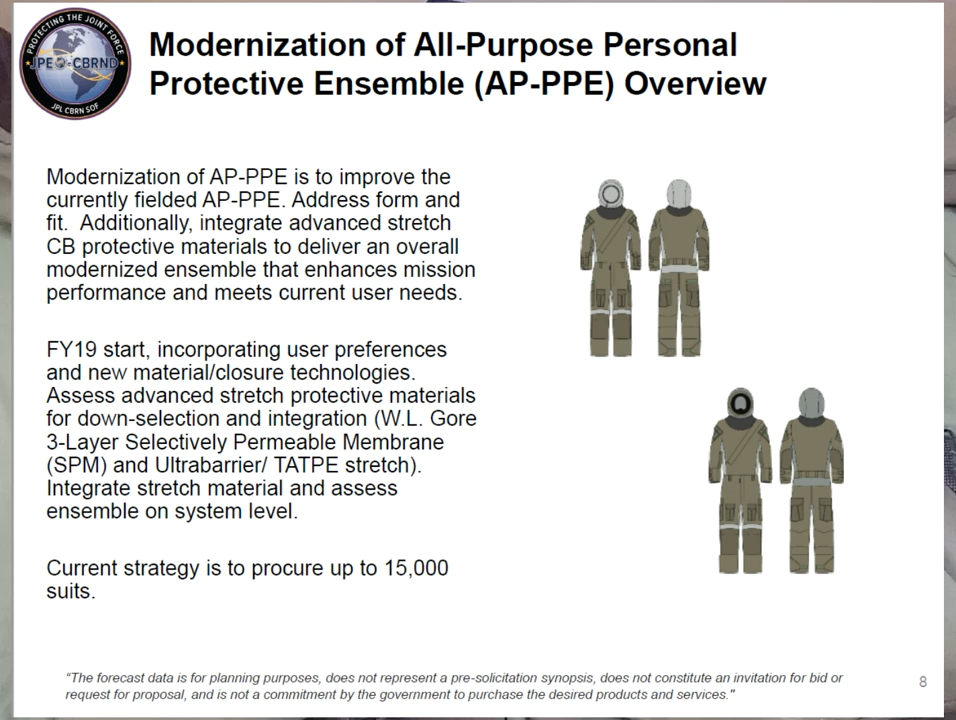 PROTECTING THE JOINT FORCE
JPEO-CBRND
JPL CBRN SOF
Modernization of All-Purpose Personal
Protective Ensemble (AP-PPE) Overview
Modernization of AP-PPE is to improve the
currently fielded AP-PPE. Address form and
fit. Additionally, integrate advanced stretch
CB protective materials to deliver an overall
modernized ensemble that enhances mission
performance and meets current user needs.
FY19 start, incorporating user preferences
and new material/closure technologies.
Assess advanced stretch protective materials
for down-selection and integration (W.L. Gore
3-Layer Selectively Permeable Membrane
(SPM) and Ultrabarrier/ TATPE stretch).
Integrate stretch material and assess
ensemble on system level.
Current strategy is to procure up to 15,000
suits.
“The forecast data is for planning purposes, does not represent a pre-solicitation synopsis, does not constitute an invitation for bid or
request for proposal, and is not a commitment by the government to purchase the desired products and services."
8